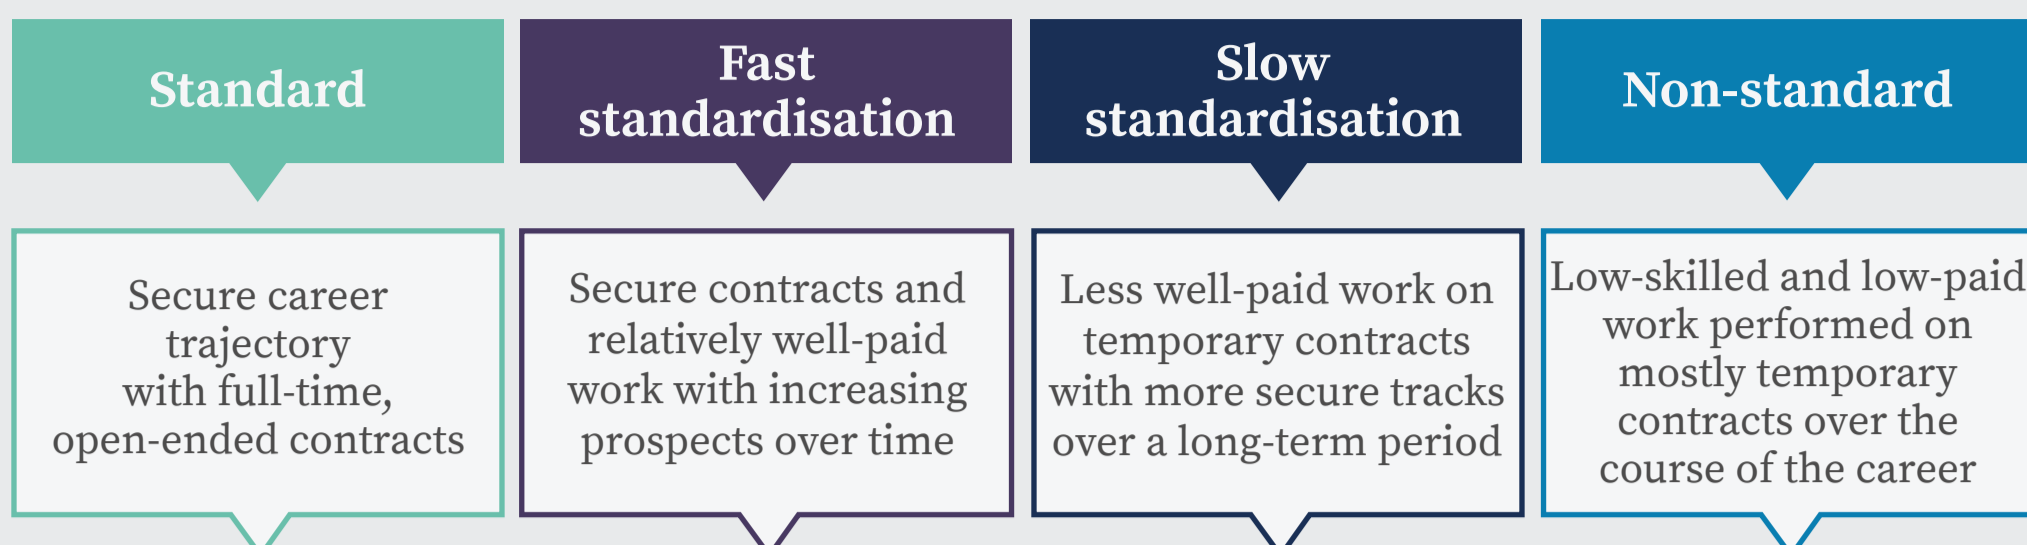 Standard
Fast
standardisation
Slow
standardisation
Non-standard
Secure career
trajectory
with full-time,
open-ended contracts
Secure contracts and
relatively well-paid
work with increasing
prospects over time
Less well-paid work on
temporary contracts
with more secure tracks
over a long-term period
Low-skilled and low-paid
work performed on
mostly temporary
contracts over the
course of the career